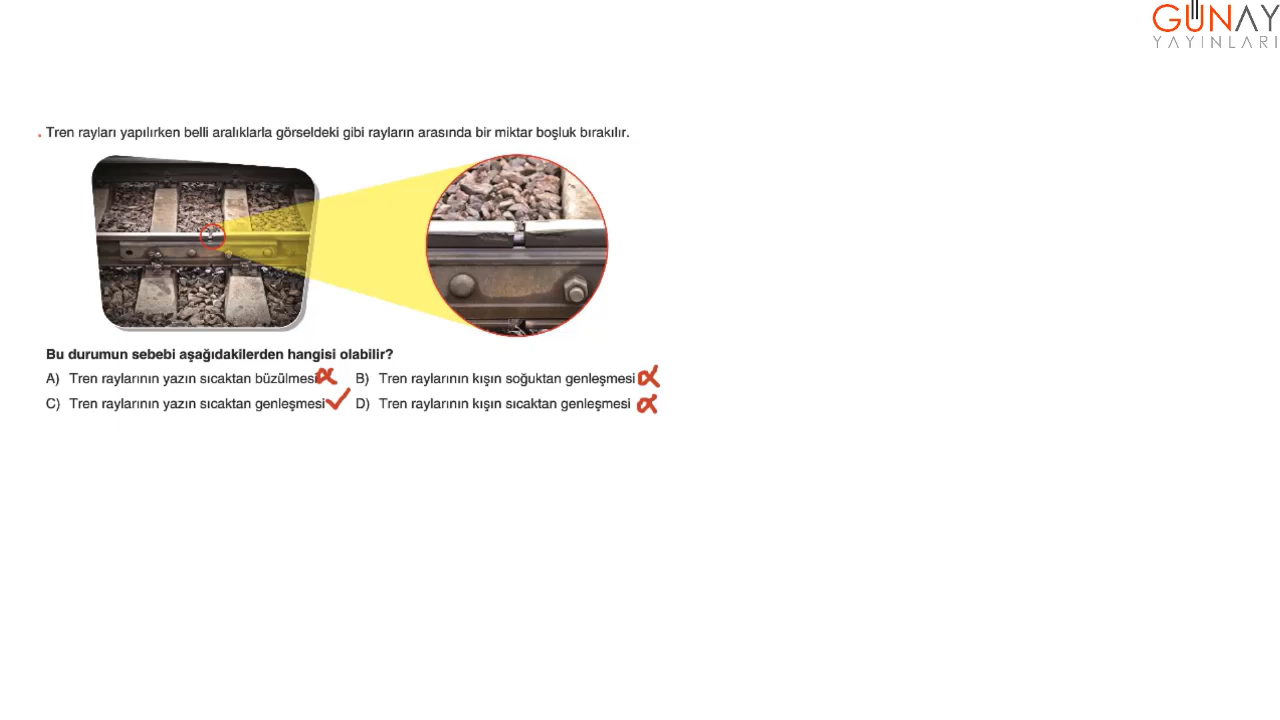 GÜNAY
YAYINLARI
. Tren rayları yapılırken belli aralıklarla görseldeki gibi rayların arasında bir miktar boşluk bırakılır.
Bu durumun sebebi aşağıdakilerden hangisi olabilir?
A) Tren raylarının yazın sıcaktan büzülmesi B) Tren raylarının kışın soğuktan genleşmesi
C) Tren raylarının yazın sıcaktan genleşmesi D) Tren raylarının kışın sıcaktan genleşmesi